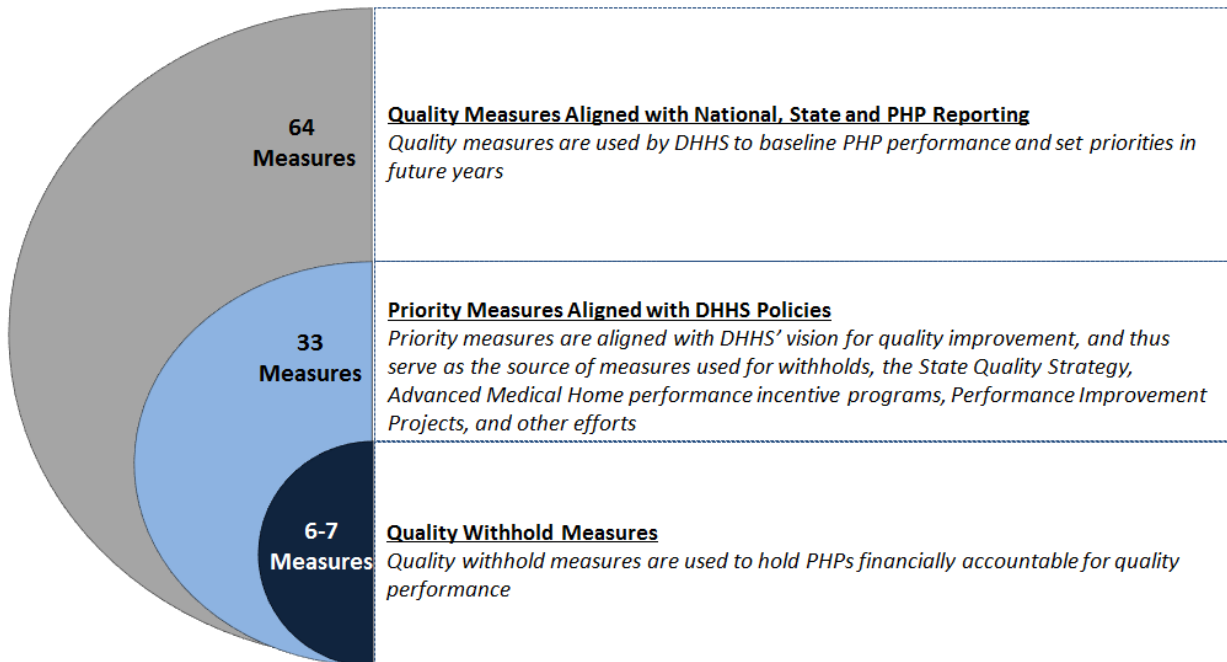 64
Measures
Quality Measures Aligned with National, State and PHP Reporting
Quality measures are used by DHHS to baseline PHP performance and set priorities in
future years
33
Measures
Priority Measures Aligned with DHHS Policies
Priority measures are aligned with DHHS’ vision for quality improvement, and thus
serve as the source of measures used for withholds, the State Quality Strategy,
Advanced Medical Home performance incentive programs, Performance Improvement
Projects, and other efforts
6-7
Measures
Quality Withhold Measures
Quality withhold measures are used to hold PHPs financially accountable for quality
performance